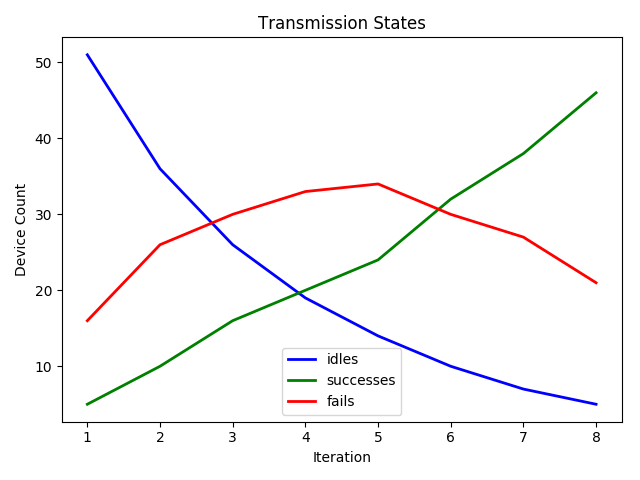 Transmission States
Device Count
50
40
30
20
10
idles
successes
fails
1 2 3 4 5 6 7 8
Iteration